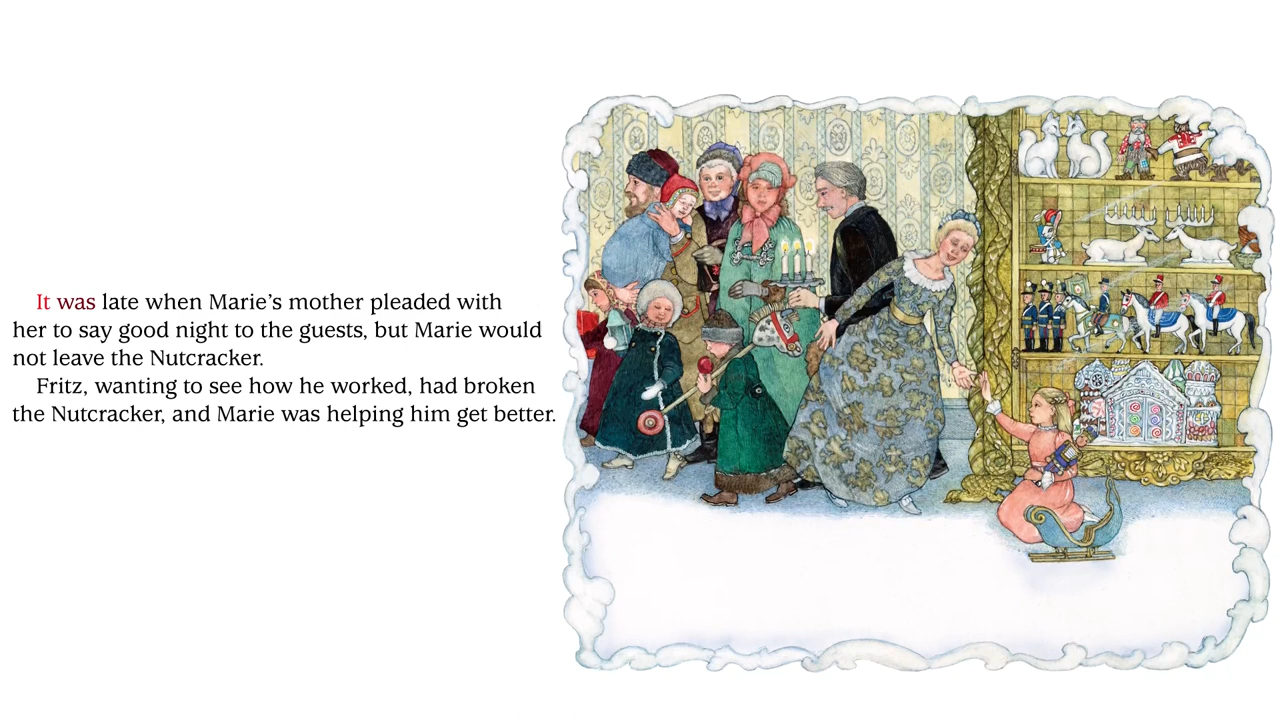 It was late when Marie’s mother pleaded with
her to say good night to the guests, but Marie would
not leave the Nutcracker.
Fritz, wanting to see how he worked, had broken
the Nutcracker, and Marie was helping him get better.